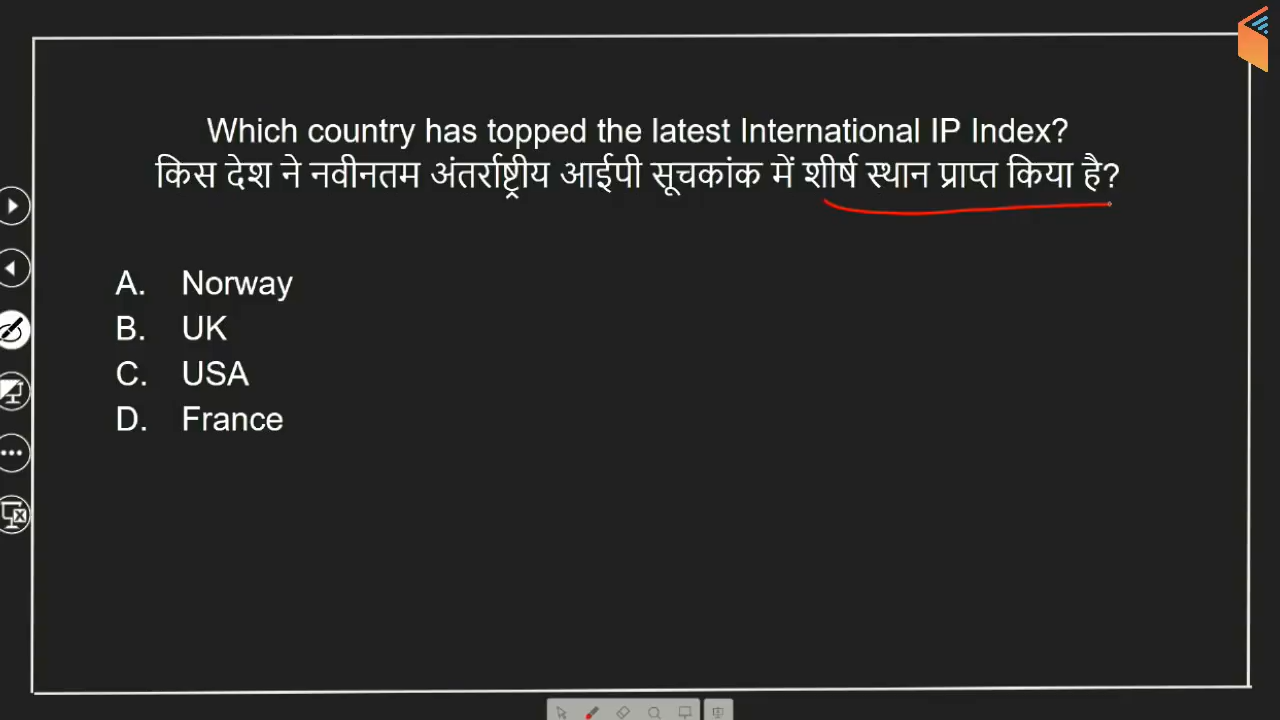 Which country has topped the latest International IP Index?
किस देश ने नवीनतम अंतर्राष्ट्रीय आईपी सूचकांक में शीर्ष स्थान प्राप्त किया है?
A. Norway
B. UK
C. USA
D. France